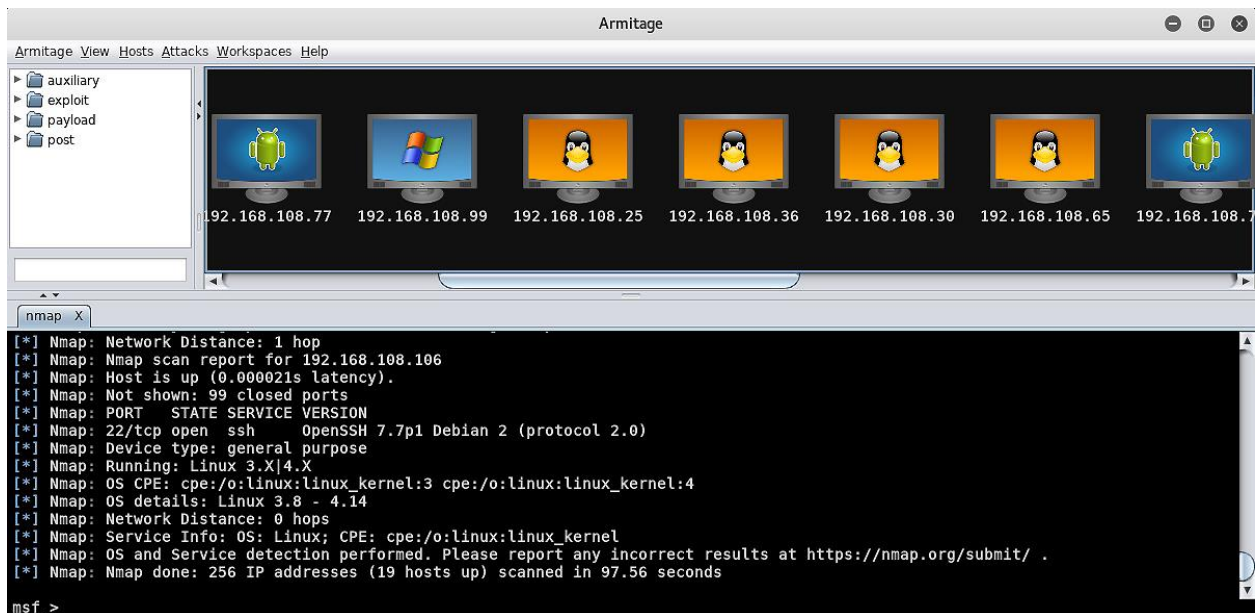 Armitage
Armitage View Hosts Attacks Workspaces Help
auxiliary
exploit
payload
post
192.168.108.77 192.168.108.99 192.168.108.25 192.168.108.36 192.168.108.30 192.168.108.65 192.168.108.7
nmap X
[*] Nmap: Network Distance: 1 hop
[*] Nmap: Nmap scan report for 192.168.108.106
[*] Nmap: Host is up (0.000021s latency).
[*] Nmap: Not shown: 99 closed ports
[*] Nmap: PORT   STATE SERVICE VERSION
[*] Nmap: 22/tcp open  ssh     OpenSSH 7.7p1 Debian 2 (protocol 2.0)
[*] Nmap: Device type: general purpose
[*] Nmap: Running: Linux 3.X|4.X
[*] Nmap: OS CPE: cpe:/o:linux:linux_kernel:3 cpe:/o:linux:linux_kernel:4
[*] Nmap: OS details: Linux 3.8 - 4.14
[*] Nmap: Network Distance: 0 hops
[*] Nmap: Service Info: OS: Linux; CPE: cpe:/o:linux:linux_kernel
[*] Nmap: OS and Service detection performed. Please report any incorrect results at https://nmap.org/submit/ .
[*] Nmap: Nmap done: 256 IP addresses (19 hosts up) scanned in 97.56 seconds
msf >